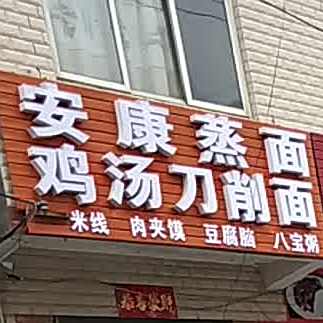 安康蒸面
鸡汤刀削面
米线 肉夹馍 豆腐脑 八宝粥